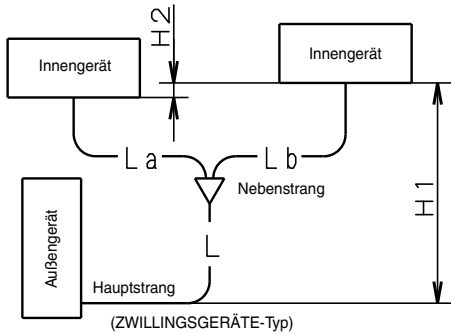 H2
Innengerät
Innengerät
La
Lb
Nebenstrang
H1
Außengerät
L
Hauptstrang
(ZWILLINGSGERÄTE-Typ)